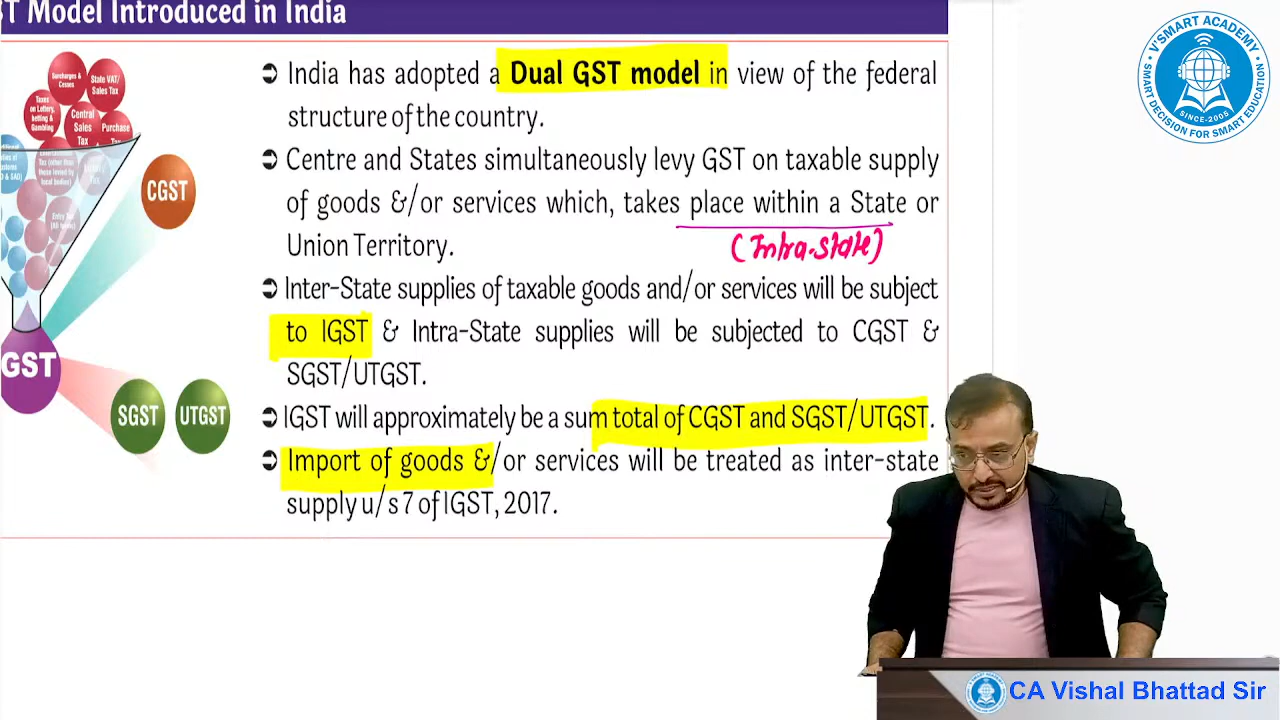 T Model Introduced in India
Surcharges &
Cesses
State VAT/
Sales Tax
Taxes
on Lottery,
betting &
Gambling
Central
Sales
Tax
Purchase
Tax
CGST
GST
SGST
UTGST
➲ India has adopted a Dual GST model in view of the federal
structure of the country.
➲ Centre and States simultaneously levy GST on taxable supply
of goods &/or services which, takes place within a State or
Union Territory.
(Intra-state)
➲ Inter-State supplies of taxable goods and/or services will be subject
to IGST & Intra-State supplies will be subjected to CGST &
SGST/UTGST.
➲ IGST will approximately be a sum total of CGST and SGST/UTGST.
➲ Import of goods &/or services will be treated as inter-state
supply u/s 7 of IGST, 2017.
V'SMART ACADEMY
SINCE-2005
SMART DECISION FOR SMART EDUCATION
CA Vishal Bhattad Sir